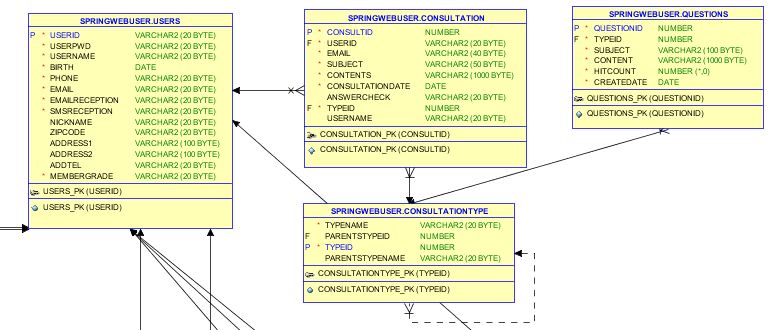 SPRINGWEBUSER.USERS
P * USERID VARCHAR2 (20 BYTE)
* USERPWD VARCHAR2 (20 BYTE)
* USERNAME VARCHAR2 (20 BYTE)
* BIRTH DATE
* PHONE VARCHAR2 (20 BYTE)
* EMAIL VARCHAR2 (20 BYTE)
* EMAILRECEPTION VARCHAR2 (20 BYTE)
* SMSRECEPTION VARCHAR2 (20 BYTE)
NICKNAME VARCHAR2 (20 BYTE)
ZIPCODE VARCHAR2 (20 BYTE)
ADDRESS1 VARCHAR2 (100 BYTE)
ADDRESS2 VARCHAR2 (100 BYTE)
ADDTEL VARCHAR2 (20 BYTE)
* MEMBERGRADE VARCHAR2 (20 BYTE)
USERS_PK (USERID)
USERS_PK (USERID)
SPRINGWEBUSER.CONSULTATION
P * CONSULTID NUMBER
F * USERID VARCHAR2 (20 BYTE)
* EMAIL VARCHAR2 (40 BYTE)
* SUBJECT VARCHAR2 (50 BYTE)
* CONTENTS VARCHAR2 (1000 BYTE)
* CONSULTATIONDATE DATE
ANSWERCHECK VARCHAR2 (20 BYTE)
F * TYPEID NUMBER
USERNAME VARCHAR2 (20 BYTE)
CONSULTATION_PK (CONSULTID)
CONSULTATION_PK (CONSULTID)
SPRINGWEBUSER.QUESTIONS
P * QUESTIONID NUMBER
F * TYPEID NUMBER
* SUBJECT VARCHAR2 (100 BYTE)
* CONTENT VARCHAR2 (1000 BYTE)
* HITCOUNT NUMBER (*,0)
* CREATEDATE DATE
QUESTIONS_PK (QUESTIONID)
QUESTIONS_PK (QUESTIONID)
SPRINGWEBUSER.CONSULTATIONTYPE
* TYPENAME VARCHAR2 (20 BYTE)
F PARENTSTYPEID NUMBER
P * TYPEID NUMBER
PARENTSTYPENAME VARCHAR2 (20 BYTE)
CONSULTATIONTYPE_PK (TYPEID)
CONSULTATIONTYPE_PK (TYPEID)